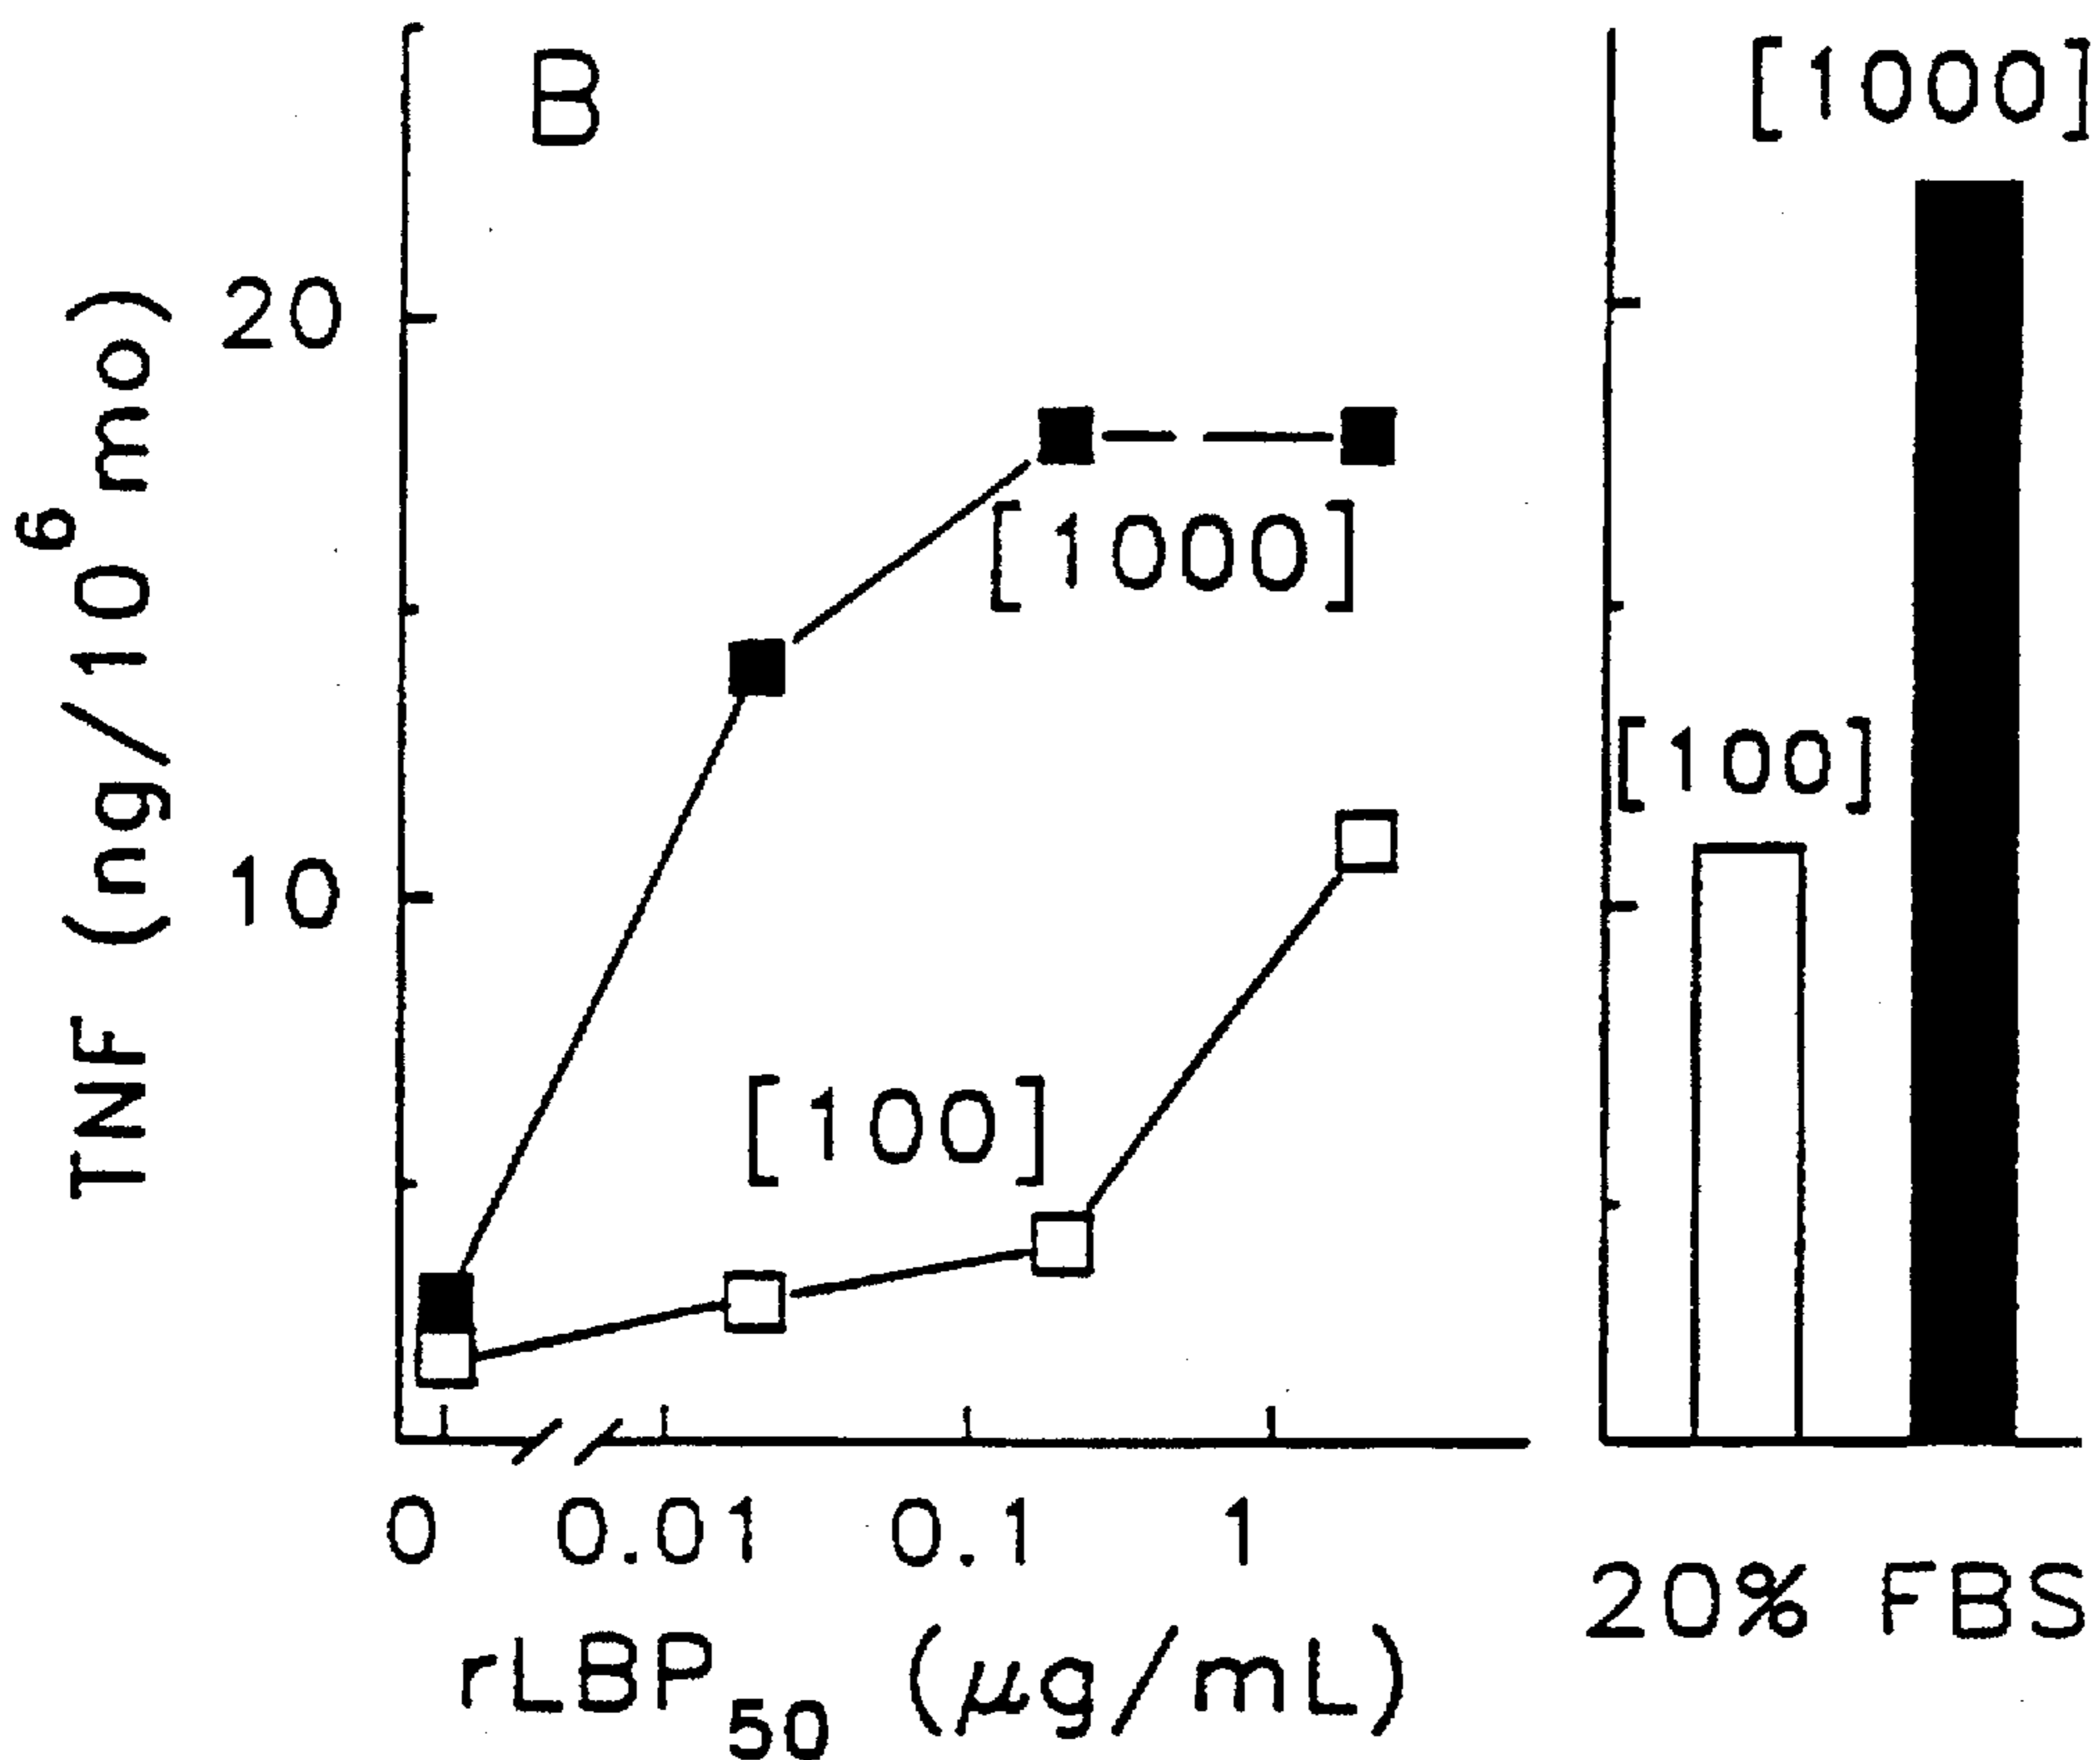 B
[1000]
20
[1000]
[100]
10
[100]
TNF (ng/10⁶mo)
0 0.01 0.1 1
20% FBS
rLBP₅₀ (μg/mL)